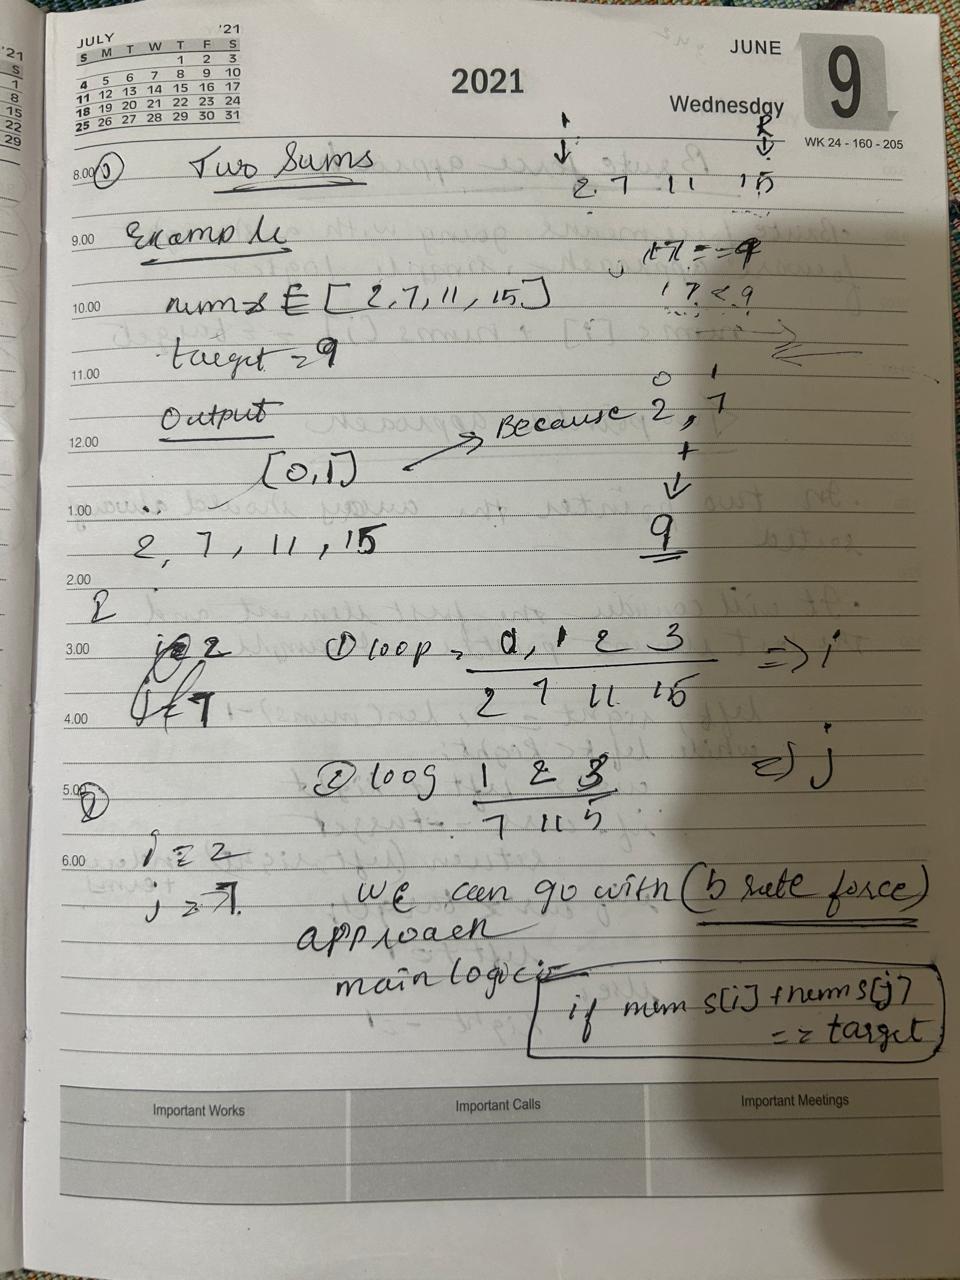 JULY '21
S M T W T F S
1 2 3
4 5 6 7 8 9 10
11 12 13 14 15 16 17
18 19 20 21 22 23 24
25 26 27 28 29 30 31
'21
S
1
8
15
22
29
2021
JUNE
9
Wednesday
WK 24 - 160 - 205
R
8.00 ① Two Sums
2 7 11 15
9.00 Example
17 == 9
10.00 nums E [2,7,11,15]
17 < 9
target = 9
11.00
0 1
Output → Because 2, 7
12.00
+
[0,1]
1.00
9
2, 7, 11, 15
2.00
3.00 i = 2 ① loop = 0, 1 2 3 => i
j = 7 2 7 11 15
4.00
② loog 1 2 3 => j
5.00
7 11 5
i = 2
6.00
j = 7.
we can go with (brute force)
approach
main logic:-
if nums[i] + nums[j]
== target
Important Works
Important Calls
Important Meetings